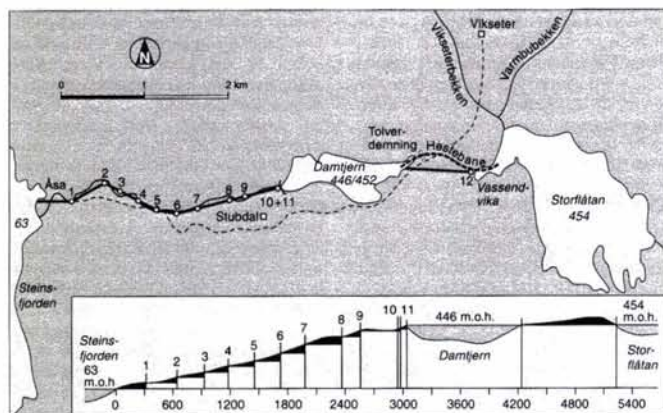 Vikseter
N
Vikseterbekken
Varmbubekken
0 1 2 km
Tolver-
demning
Hestebane
Damtjern
446/452
Åsa
1 2 3 4 5 6 7 8 9
10+11
12
Vassend-
vika
Storflåtan
454
Stubdal
63
Steins-
fjorden
Steins-
fjorden
63
m.o.h
1 2 3 4 5 6 7 8 9 10 11
446 m.o.h.
454
m.o.h.
Damtjern
Stor-
flåtan
0 600 1200 1800 2400 3000 3600 4200 4800 5600